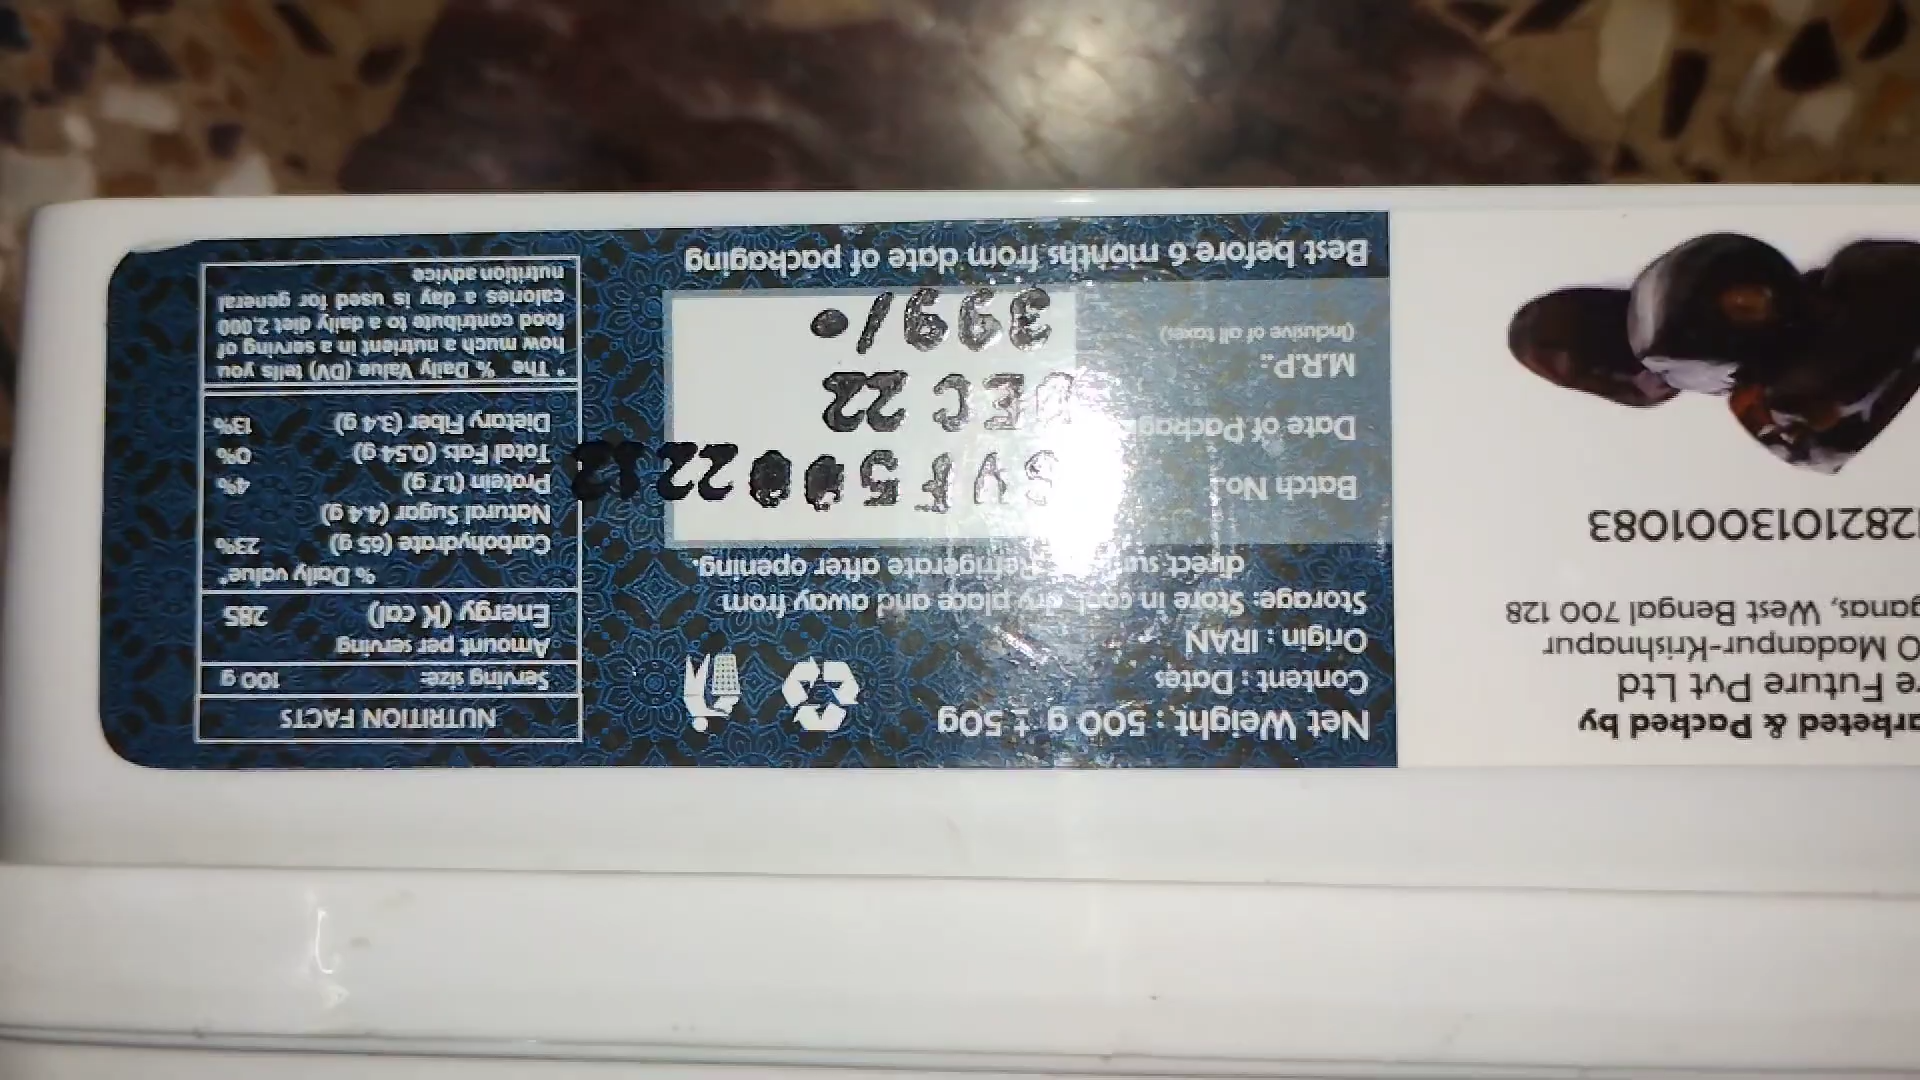 arketed & Packed by
e Future Pvt Ltd
O Madanpur-Krishnapur
ganas, West Bengal 700 128
2821013001083
Net Weight : 500 g ± 50g
Content : Dates
Origin : IRAN
Storage: Store in cool dry place and away from
direct Refrigerate after opening.
Batch No.:
Date of Packag DEC 22
M.R.P.: 399/-
(Inclusive of all taxes)
Best before 6 months from date of packaging
NUTRITION FACTS
Serving size: 100 g
Amount per serving
Energy (K cal) 285
% Daily value*
Carbohydrate (65 g) 23%
Natural Sugar (4.4 g)
Protein (1.7 g) 4%
Total Fats (0.54 g) 0%
Dietary Fiber (3.4 g) 13%
* The % Daily Value (DV) tells you
how much a nutrient in a serving of
food contribute to a daily diet 2,000
calories a day is used for general
nutrition advice